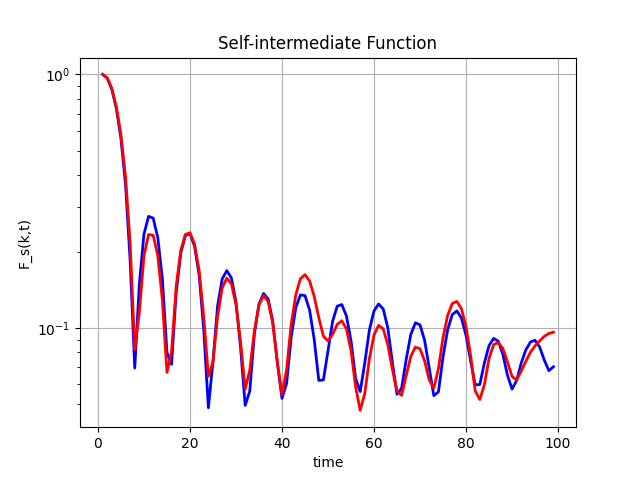 Self-intermediate Function
10⁰
10⁻¹
F_s(k,t)
0 20 40 60 80 100
time